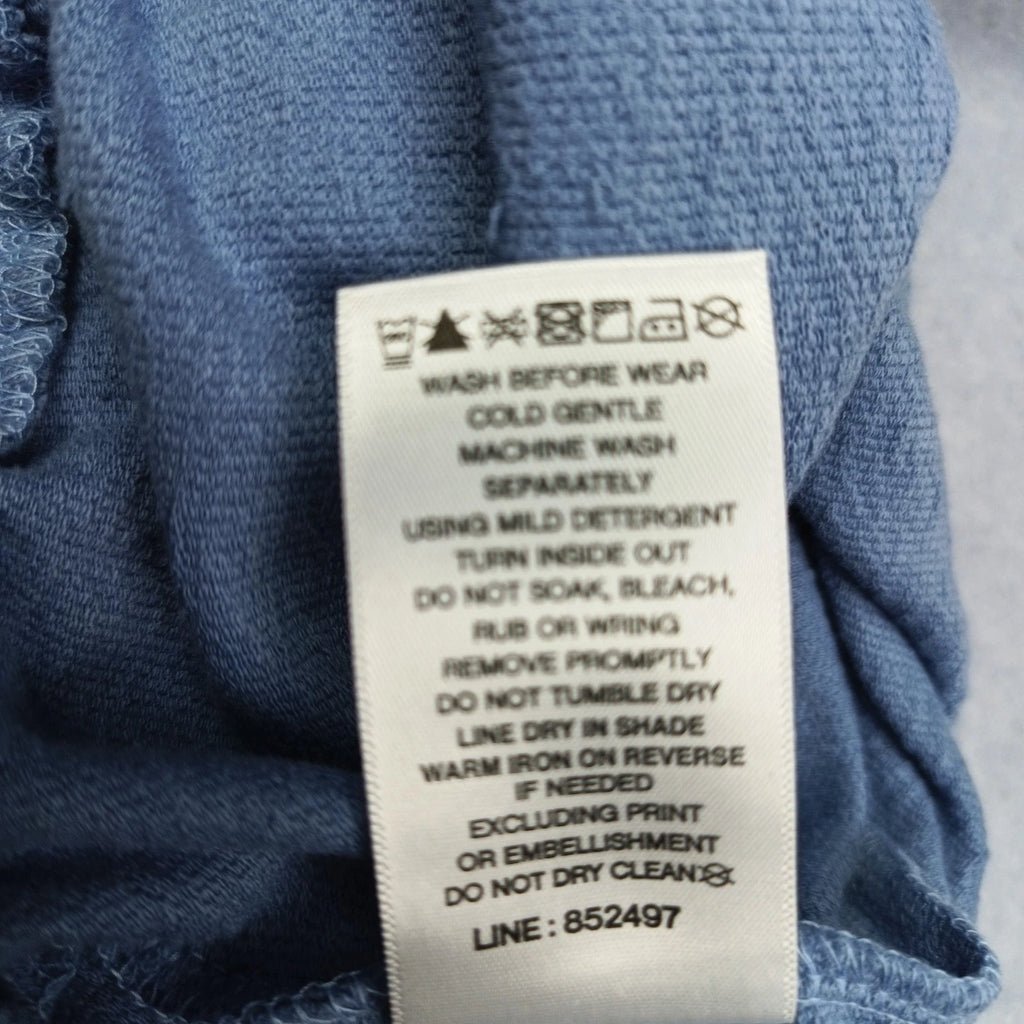 WASH BEFORE WEAR
COLD GENTLE
MACHINE WASH
SEPARATELY
USING MILD DETERGENT
TURN INSIDE OUT
DO NOT SOAK, BLEACH,
RUB OR WRING
REMOVE PROMPTLY
DO NOT TUMBLE DRY
LINE DRY IN SHADE
WARM IRON ON REVERSE
IF NEEDED
EXCLUDING PRINT
OR EMBELLISHMENT
DO NOT DRY CLEAN
LINE : 852497